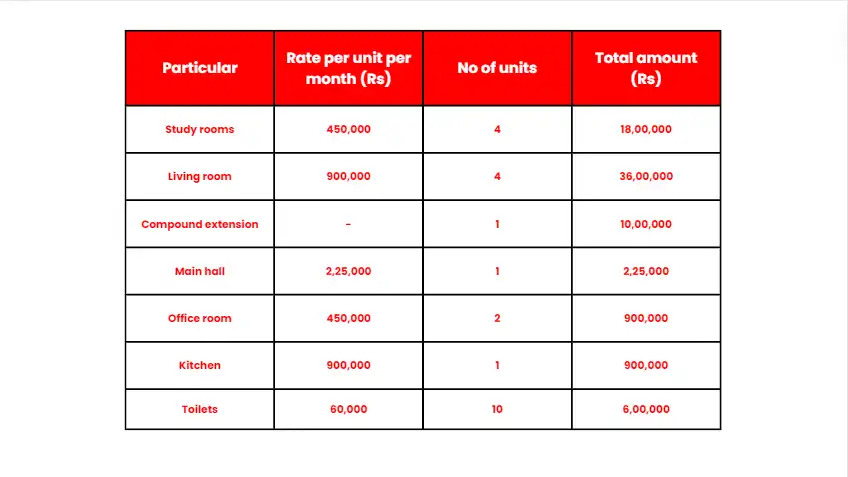 Particular
Rate per unit per
month (Rs)
No of units
Total amount
(Rs)
Study rooms
450,000
4
18,00,000
Living room
900,000
4
36,00,000
Compound extension
-
1
10,00,000
Main hall
2,25,000
1
2,25,000
Office room
450,000
2
900,000
Kitchen
900,000
1
900,000
Toilets
60,000
10
6,00,000